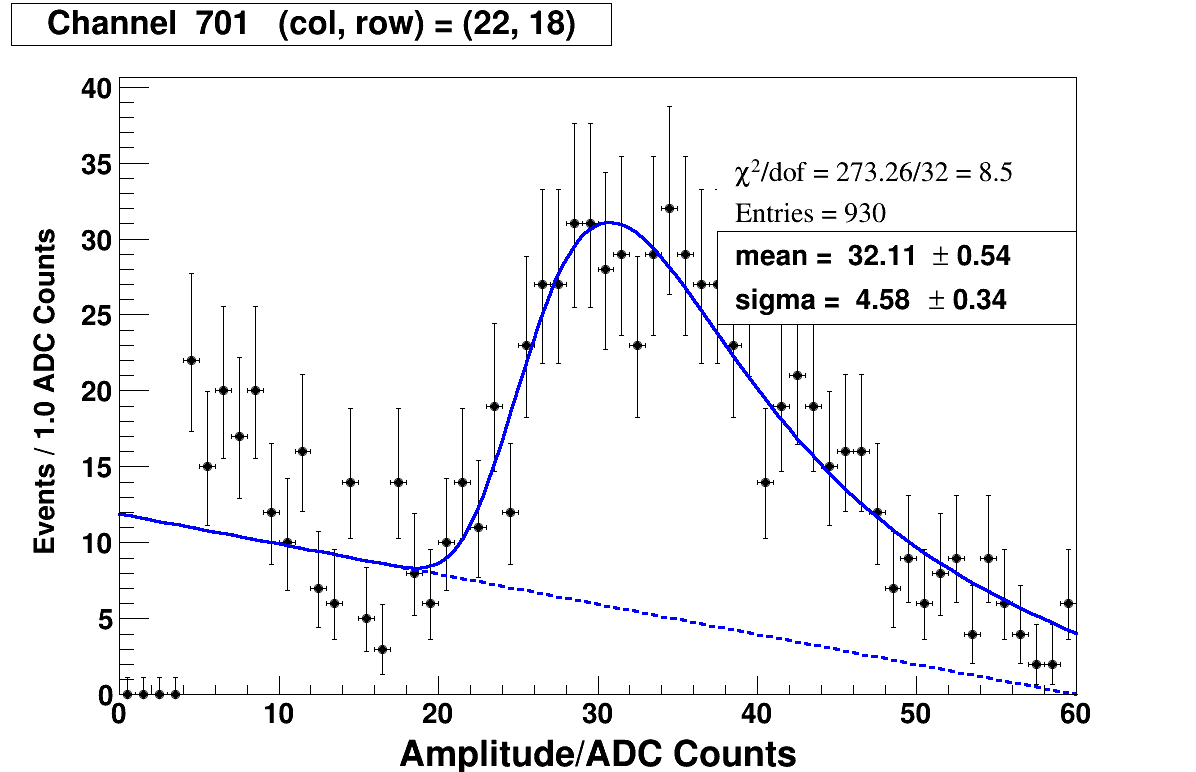 Channel 701 (col, row) = (22, 18)
40
35
30
25
20
15
10
5
0
Events / 1.0 ADC Counts
χ²/dof = 273.26/32 = 8.5
Entries = 930
mean = 32.11 ± 0.54
sigma = 4.58 ± 0.34
0 10 20 30 40 50 60
Amplitude/ADC Counts